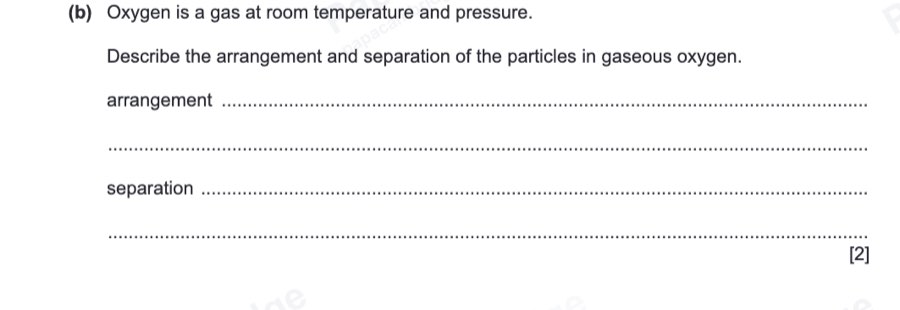 (b) Oxygen is a gas at room temperature and pressure.
Describe the arrangement and separation of the particles in gaseous oxygen.
arrangement ................................................................
................................................................
separation ................................................................
................................................................
[2]